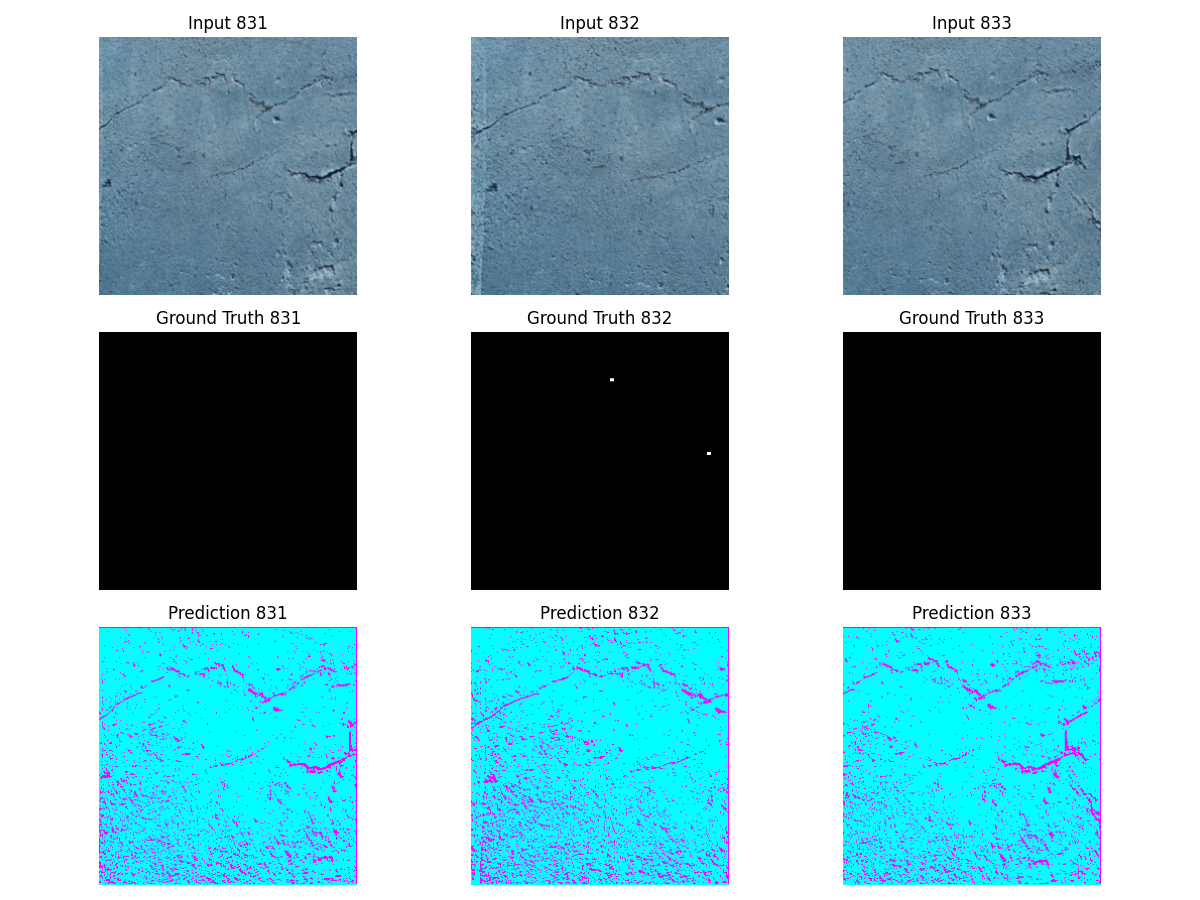 Input 831
Input 832
Input 833
Ground Truth 831
Ground Truth 832
Ground Truth 833
Prediction 831
Prediction 832
Prediction 833